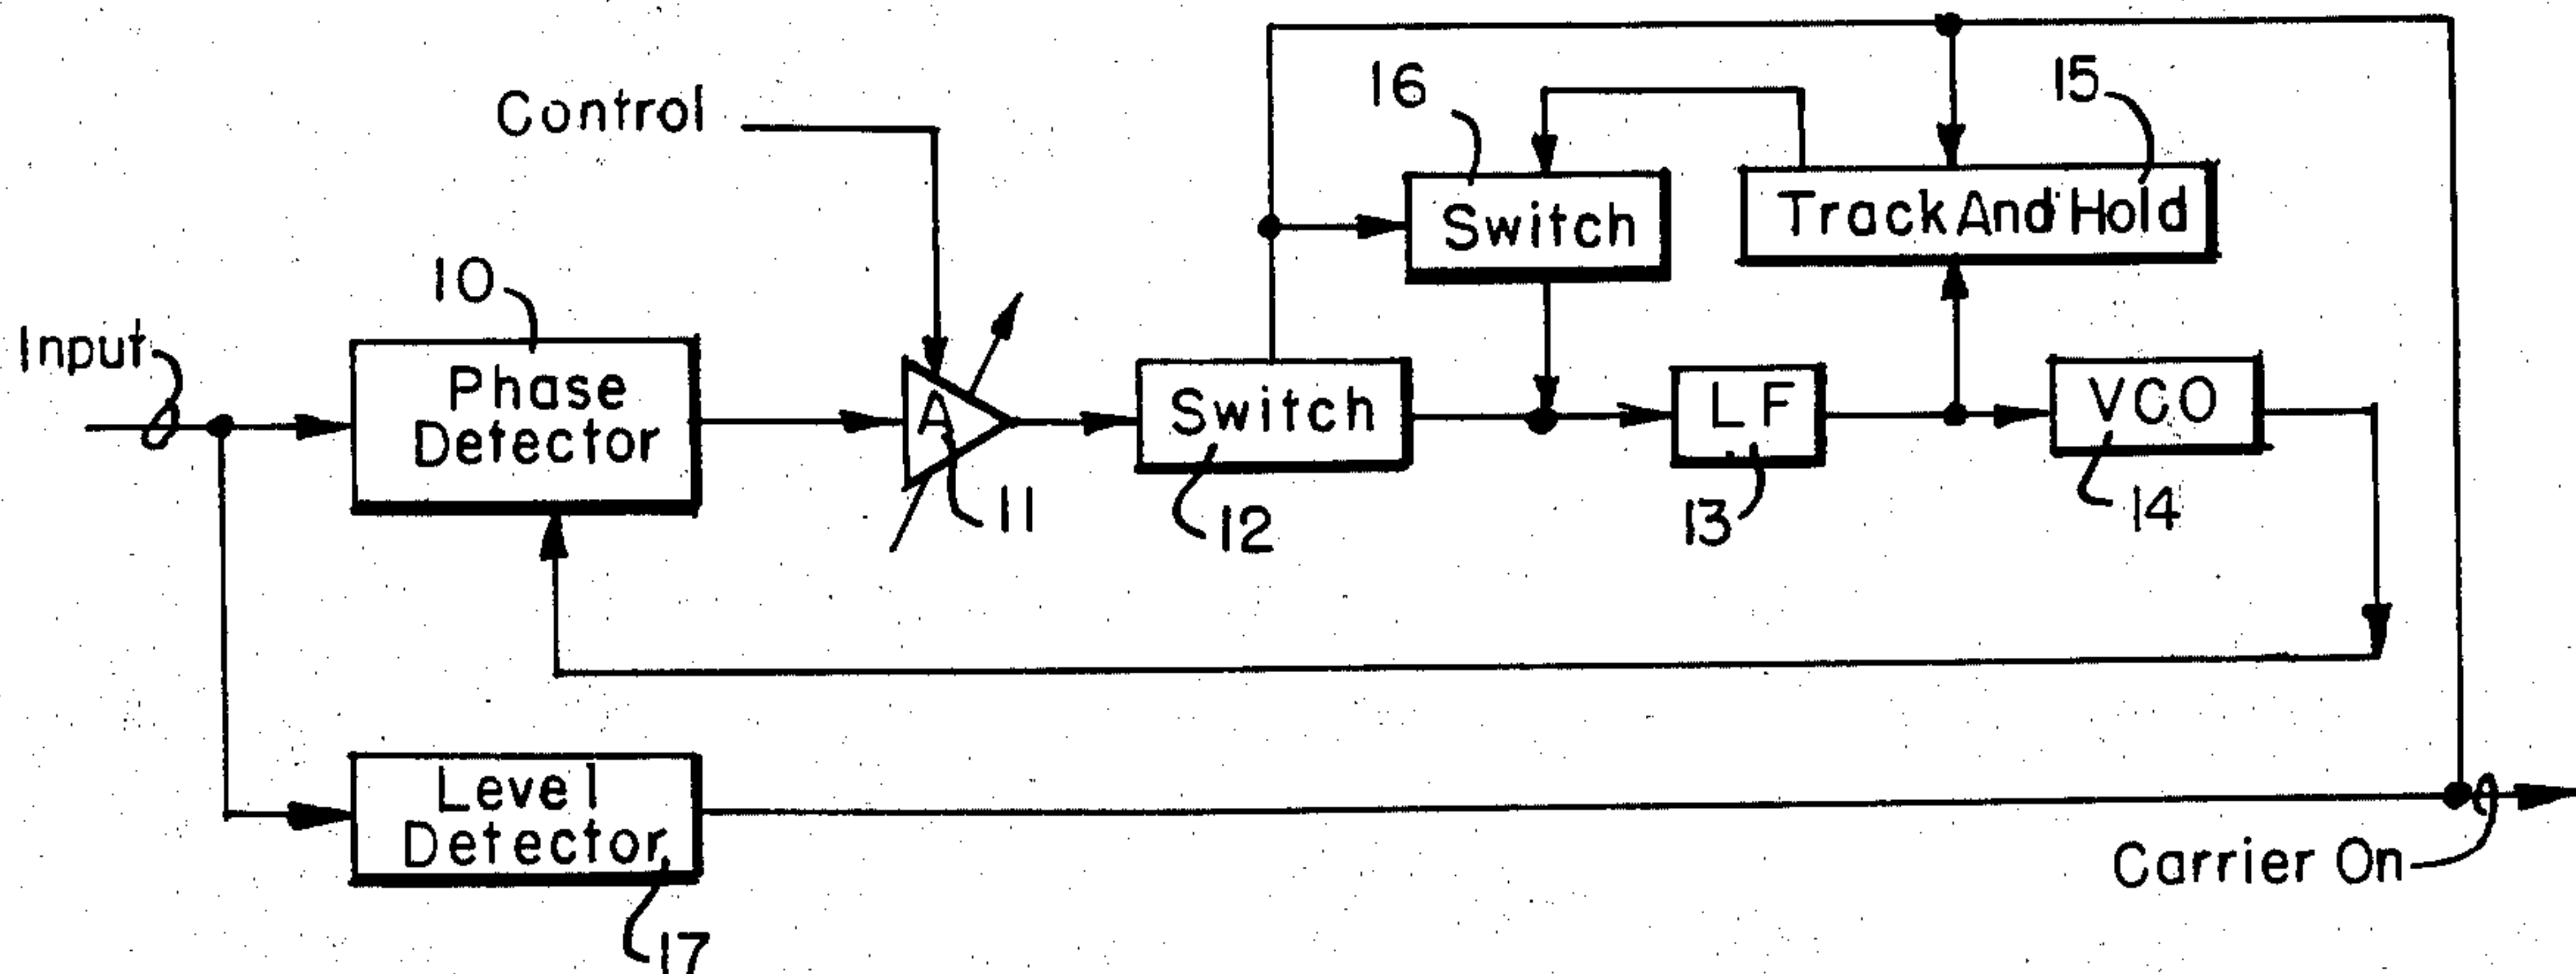 Control
16
15
Switch
Track And Hold
10
Input
Phase
Detector
A
Switch
LF
VCO
11
12
13
14
Level
Detector
Carrier On
17